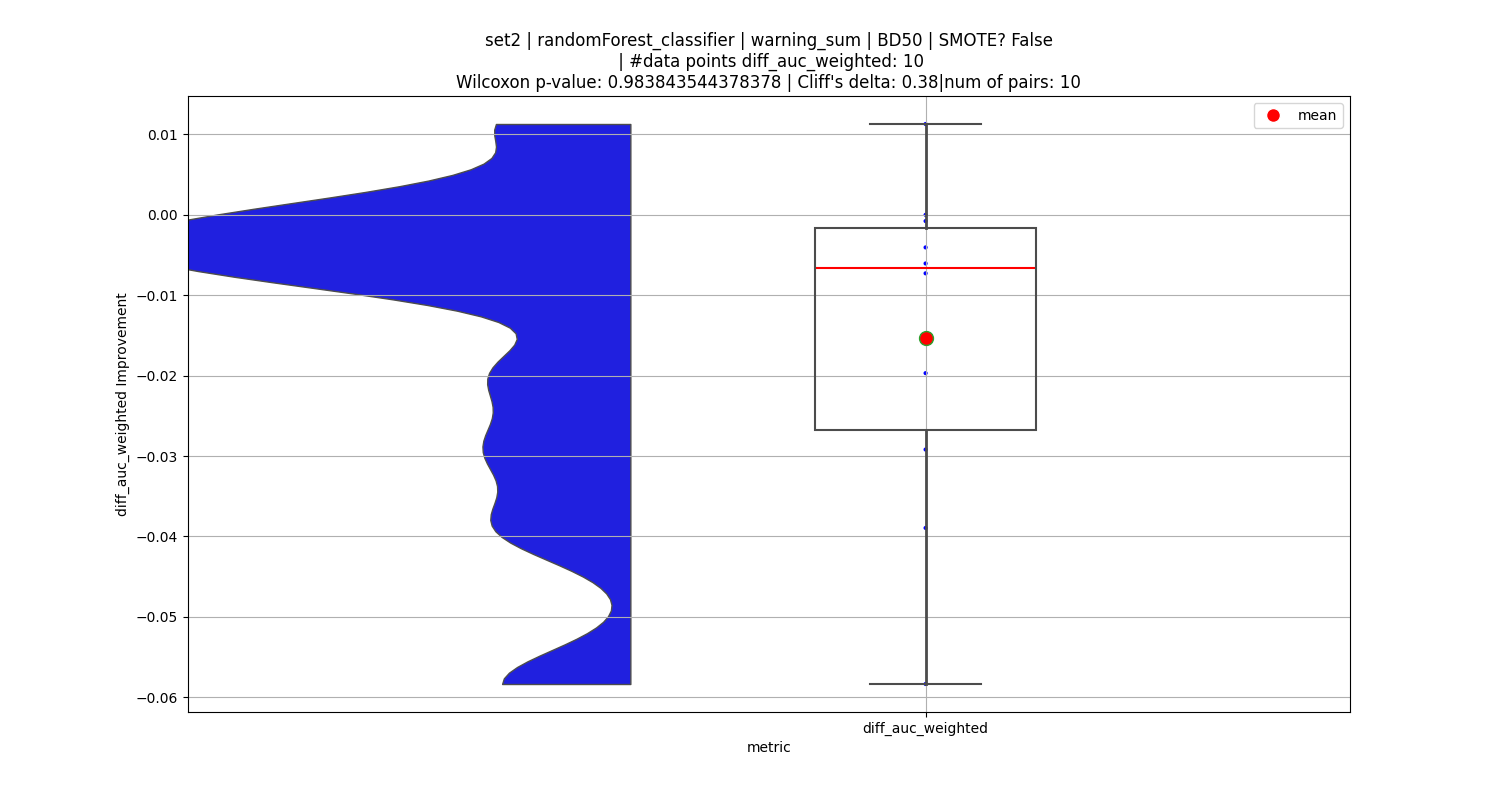 set2 | randomForest_classifier | warning_sum | BD50 | SMOTE? False
| #data points diff_auc_weighted: 10
Wilcoxon p-value: 0.983843544378378 | Cliff's delta: 0.38|num of pairs: 10
mean
0.01
0.00
−0.01
−0.02
−0.03
−0.04
−0.05
−0.06
diff_auc_weighted Improvement
diff_auc_weighted
metric